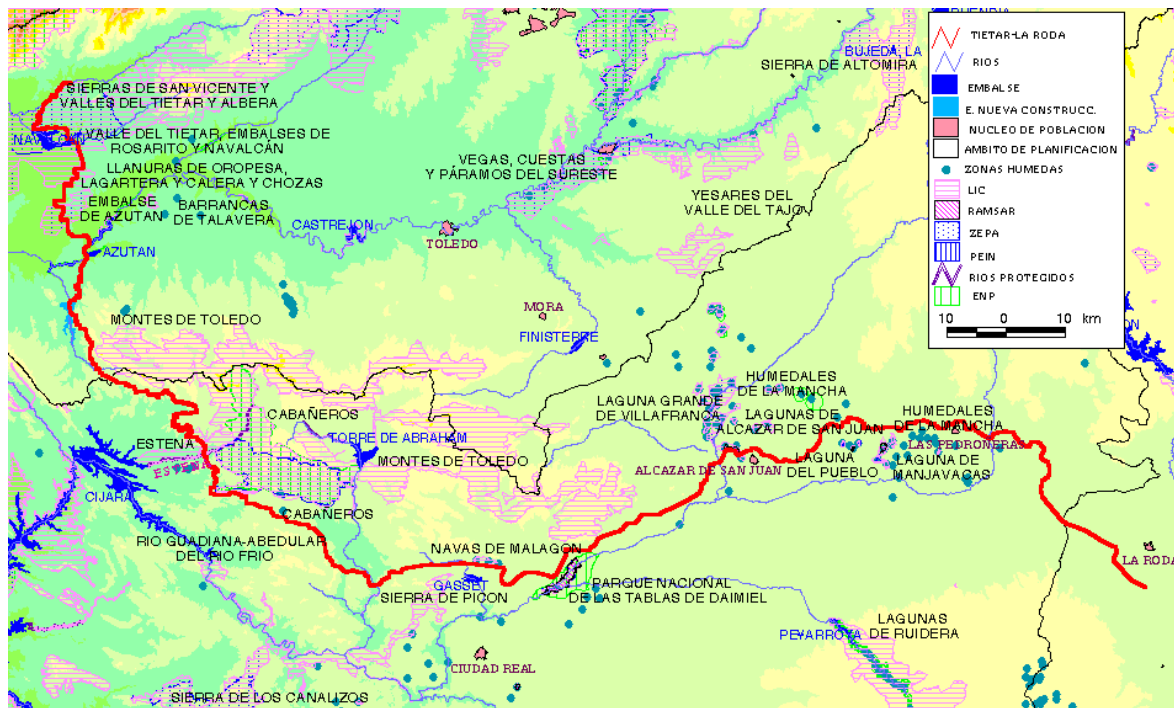 BUJEDA, LA
SIERRA DE ALTOMIRA
SIERRAS DE SAN VICENTE Y
VALLES DEL TIETAR Y ALBERA
NAVALCAN
VALLE DEL TIETAR, EMBALSES DE
ROSARITO Y NAVALCÁN
LLANURAS DE OROPESA,
LAGARTERA Y CALERA Y CHOZAS
EMBALSE
DE AZUTAN
BARRANCAS
DE TALAVERA
VEGAS, CUESTAS
Y PÁRAMOS DEL SURESTE
YESARES DEL
VALLE DEL TAJO
CASTREJON
TOLEDO
AZUTAN
MONTES DE TOLEDO
MORA
FINISTERRE
HUMEDALES
DE LA MANCHA
LAGUNA GRANDE
DE VILLAFRANCA
LAGUNAS DE
ALCAZAR DE SAN JUAN
HUMEDALES
DE LA MANCHA
LAS PEDROÑERAS
CABAÑEROS
ESTENA
ESTENA
TORRE DE ABRAHAM
MONTES DE TOLEDO
ALCAZAR DE SAN JUAN
LAGUNA
DEL PUEBLO
LAGUNA DE
MANJAVACAS
CIJARA
CABAÑEROS
RIO GUADIANA-ABEDULAR
DEL RIO FRIO
NAVAS DE MALAGON
GASSET
SIERRA DE PICON
PARQUE NACIONAL
DE LAS TABLAS DE DAIMIEL
LA RODA
PEÑARROYA
LAGUNAS
DE RUIDERA
CIUDAD REAL
SIERRA DE LOS CANALIZOS
TIETAR-LA RODA
RIOS
EMBALSE
E. NUEVA CONSTRUCC.
NUCLEO DE POBLACION
AMBITO DE PLANIFICACION
ZONAS HUMEDAS
LIC
RAMSAR
ZEPA
PEIN
RIOS PROTEGIDOS
ENP
10 0 10 km